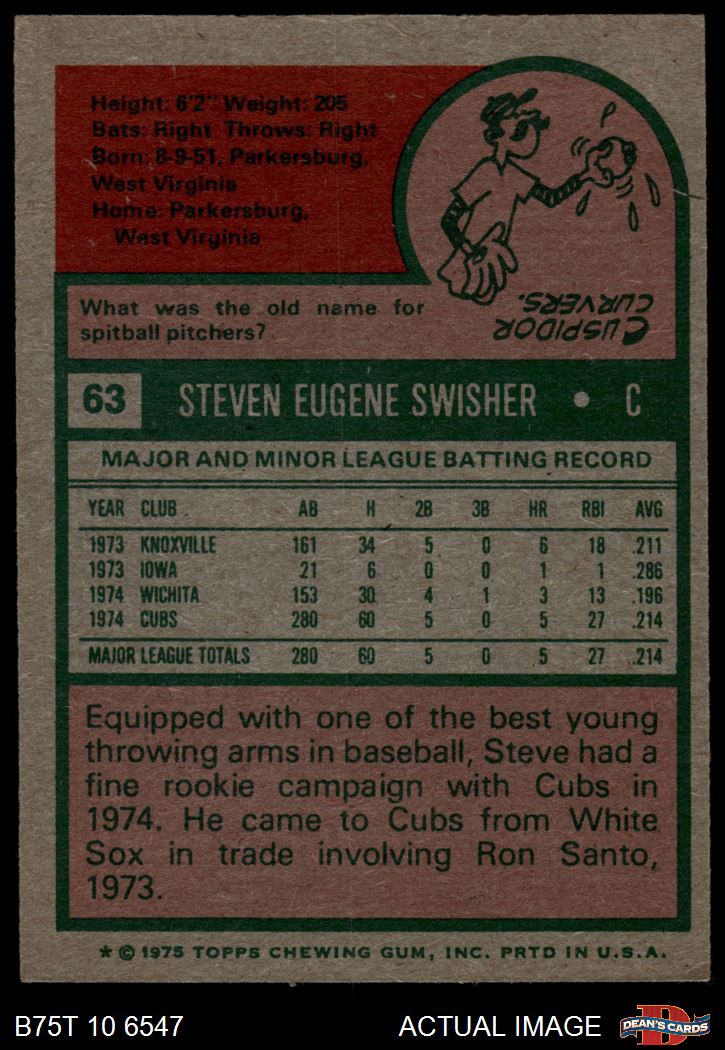 Height: 6'2" Weight: 205
Bats: Right Throws: Right
Born: 8-9-51, Parkersburg,
West Virginia
Home: Parkersburg,
West Virginia
What was the old name for
spitball pitchers?
CUSPIDOR
CURVERS.
63 STEVEN EUGENE SWISHER • C
MAJOR AND MINOR LEAGUE BATTING RECORD
YEAR CLUB AB H 2B 3B HR RBI AVG
1973 KNOXVILLE 161 34 5 0 6 18 .211
1973 IOWA 21 6 0 0 1 1 .286
1974 WICHITA 153 30 4 1 3 13 .196
1974 CUBS 280 60 5 0 5 27 .214
MAJOR LEAGUE TOTALS 280 60 5 0 5 27 .214
Equipped with one of the best young
throwing arms in baseball, Steve had a
fine rookie campaign with Cubs in
1974. He came to Cubs from White
Sox in trade involving Ron Santo,
1973.
* © 1975 TOPPS CHEWING GUM, INC. PRTD IN U.S.A.
B75T 10 6547 ACTUAL IMAGE
D
DEAN'S CARDS